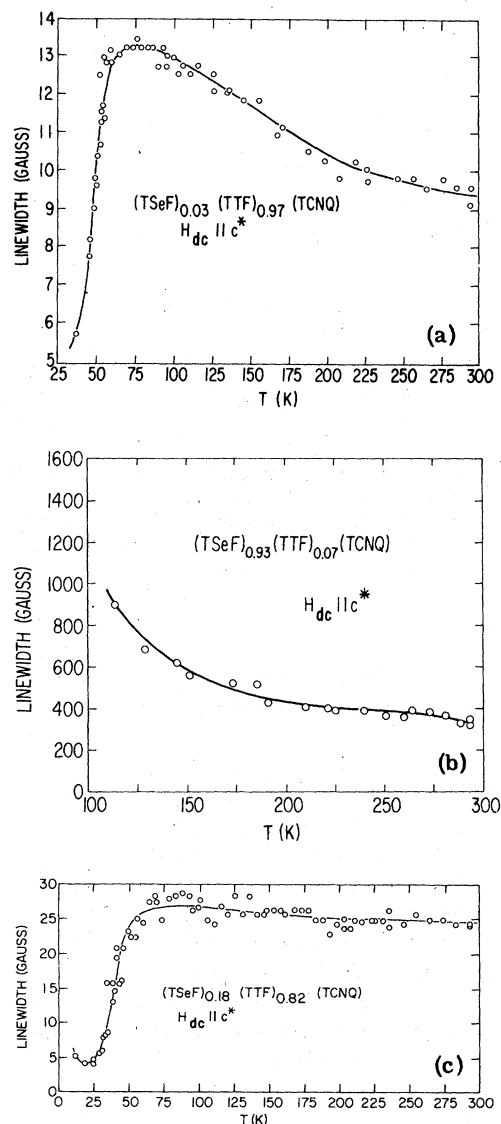 14
13
12
11
10
9
8
7
6
5
LINEWIDTH (GAUSS)
(TSeF)0.03 (TTF)0.97 (TCNQ)
Hdc II c*
(a)
25 50 75 100 125 150 175 200 225 250 275 300
T (K)
1600
1400
1200
1000
800
600
400
200
0
LINEWIDTH (GAUSS)
(TSeF)0.93 (TTF)0.07 (TCNQ)
Hdc II c*
(b)
100 150 200 250 300
T (K)
30
25
20
15
10
5
0
LINEWIDTH (GAUSS)
(TSeF)0.18 (TTF)0.82 (TCNQ)
Hdc II c*
(c)
0 25 50 75 100 125 150 175 200 225 250 275 300
T (K)